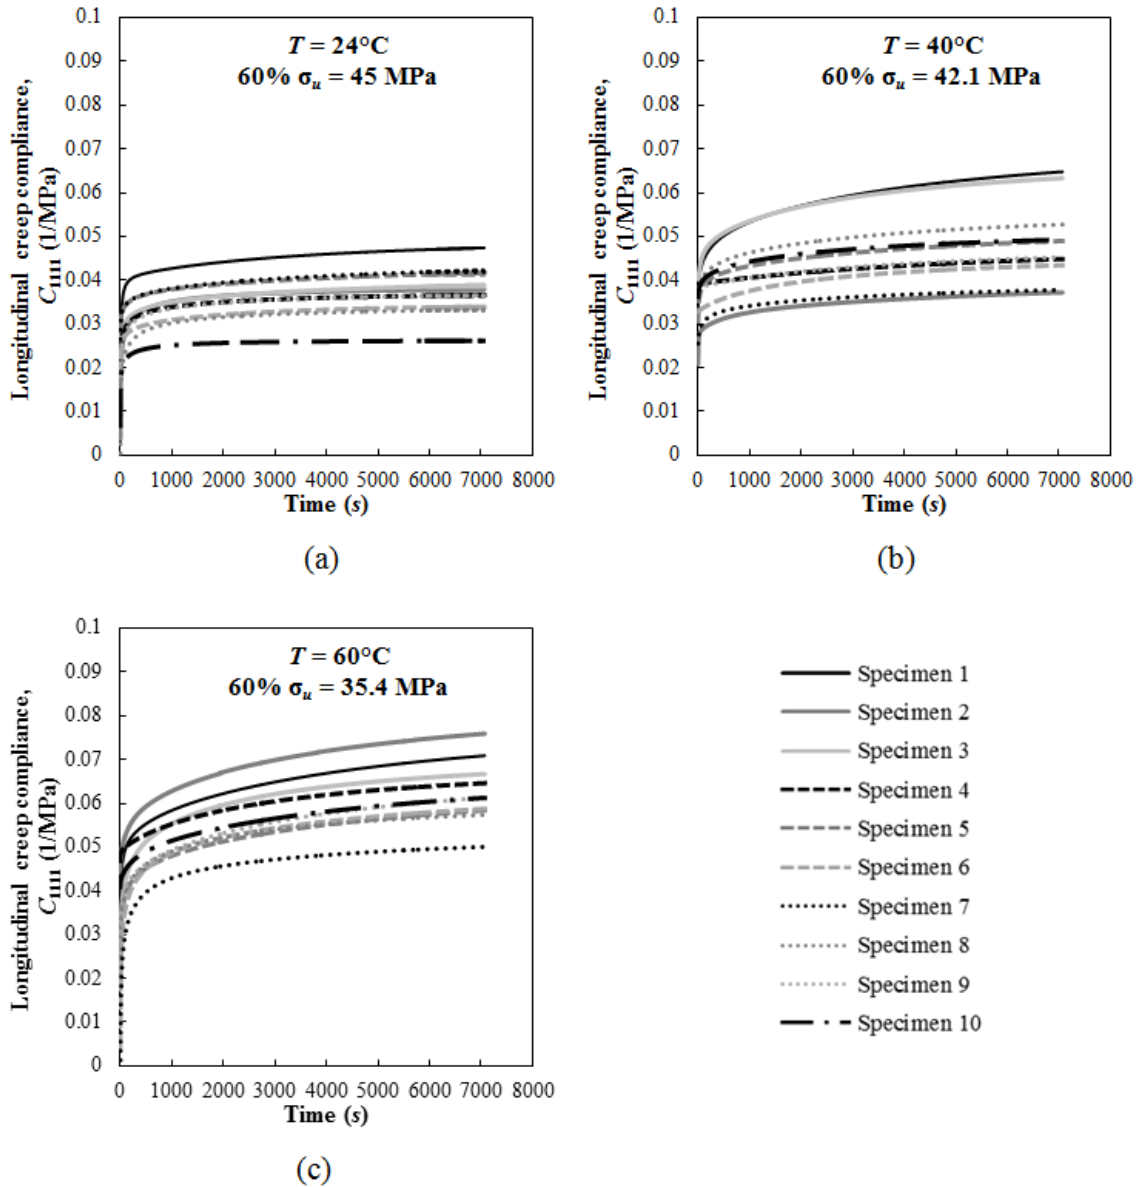 Longitudinal creep compliance,
C1111 (1/MPa)
0.1
0.09
0.08
0.07
0.06
0.05
0.04
0.03
0.02
0.01
0
T = 24°C
60% σu = 45 MPa
0 1000 2000 3000 4000 5000 6000 7000 8000
Time (s)
(a)
Longitudinal creep compliance,
C1111 (1/MPa)
0.1
0.09
0.08
0.07
0.06
0.05
0.04
0.03
0.02
0.01
0
T = 40°C
60% σu = 42.1 MPa
0 1000 2000 3000 4000 5000 6000 7000 8000
Time (s)
(b)
Longitudinal creep compliance,
C1111 (1/MPa)
0.1
0.09
0.08
0.07
0.06
0.05
0.04
0.03
0.02
0.01
0
T = 60°C
60% σu = 35.4 MPa
0 1000 2000 3000 4000 5000 6000 7000 8000
Time (s)
(c)
Specimen 1
Specimen 2
Specimen 3
Specimen 4
Specimen 5
Specimen 6
Specimen 7
Specimen 8
Specimen 9
Specimen 10